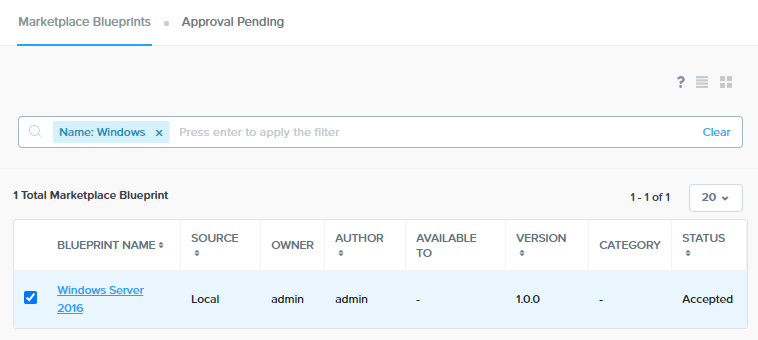 Marketplace Blueprints Approval Pending
?
Name: Windows × Press enter to apply the filter Clear
1 Total Marketplace Blueprint 1 - 1 of 1 20
BLUEPRINT NAME SOURCE OWNER AUTHOR AVAILABLE TO VERSION CATEGORY STATUS
Windows Server 2016 Local admin admin - 1.0.0 - Accepted